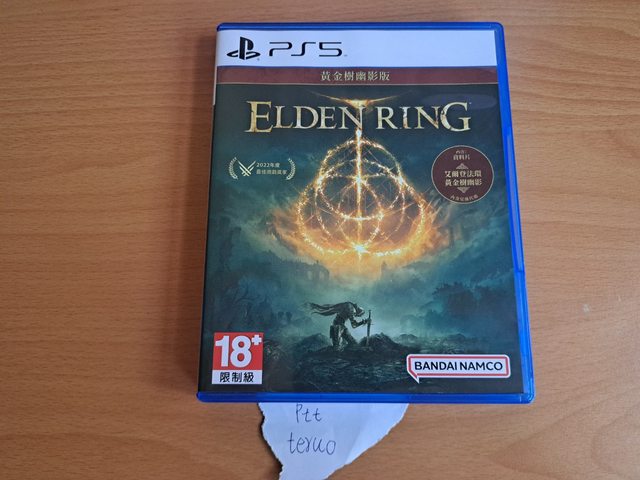 PS5
黃金樹幽影版
ELDEN RING
2022年度
最佳遊戲獎家
內含:
資料片
艾爾登法環
黃金樹幽影
18+
限制級
BANDAI NAMCO
Ptt
teruo